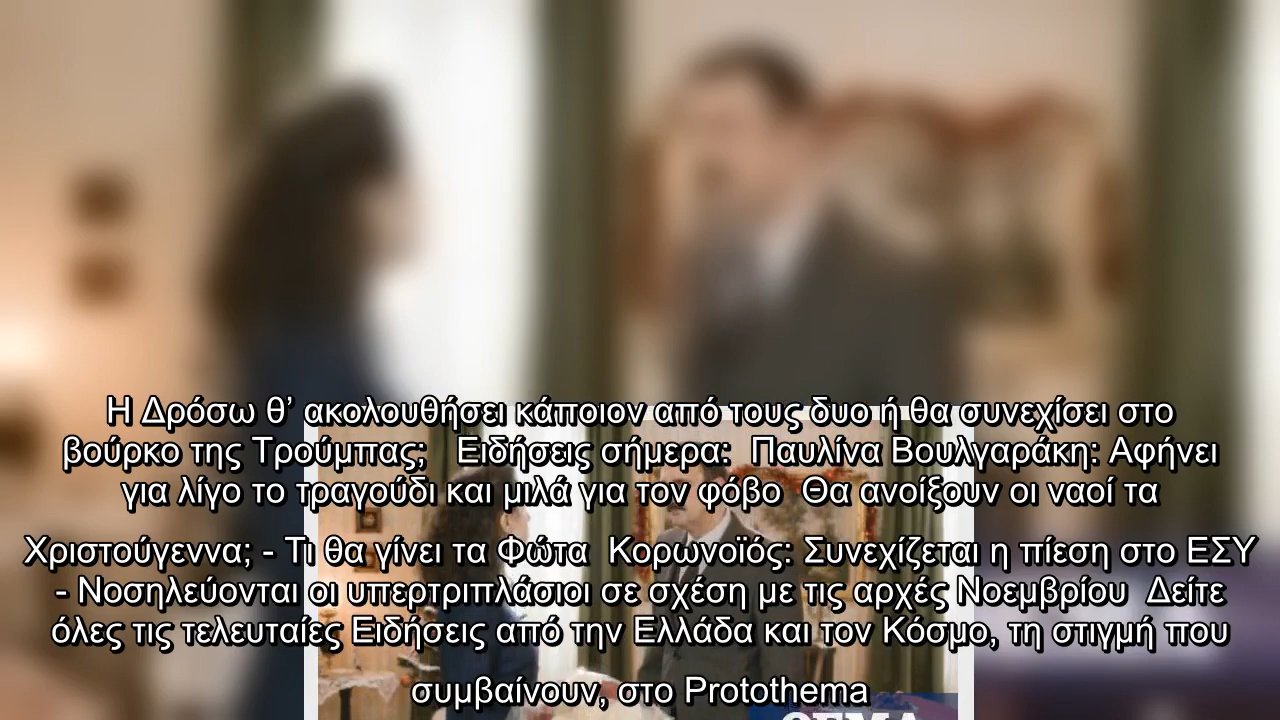 Η Δρόσω θ’ ακολουθήσει κάποιον από τους δυο ή θα συνεχίσει στο
βούρκο της Τρούμπας;   Ειδήσεις σήμερα:  Παυλίνα Βουλγαράκη: Αφήνει
για λίγο το τραγούδι και μιλά για τον φόβο  Θα ανοίξουν οι ναοί τα
Χριστούγεννα; - Τι θα γίνει τα Φώτα  Κορωνοϊός: Συνεχίζεται η πίεση στο ΕΣΥ
- Νοσηλεύονται οι υπερτριπλάσιοι σε σχέση με τις αρχές Νοεμβρίου  Δείτε
όλες τις τελευταίες Ειδήσεις από την Ελλάδα και τον Κόσμο, τη στιγμή που
συμβαίνουν, στο Protothema
ΘΕΜΑ